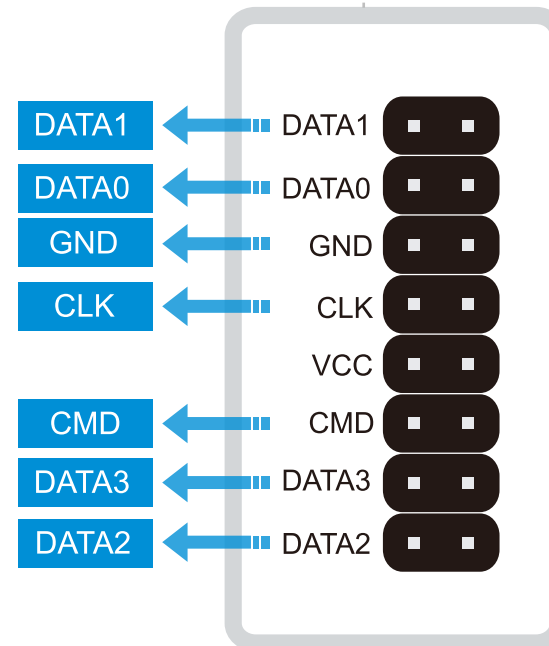 DATA1 DATA1
DATA0 DATA0
GND GND
CLK CLK
VCC
CMD CMD
DATA3 DATA3
DATA2 DATA2